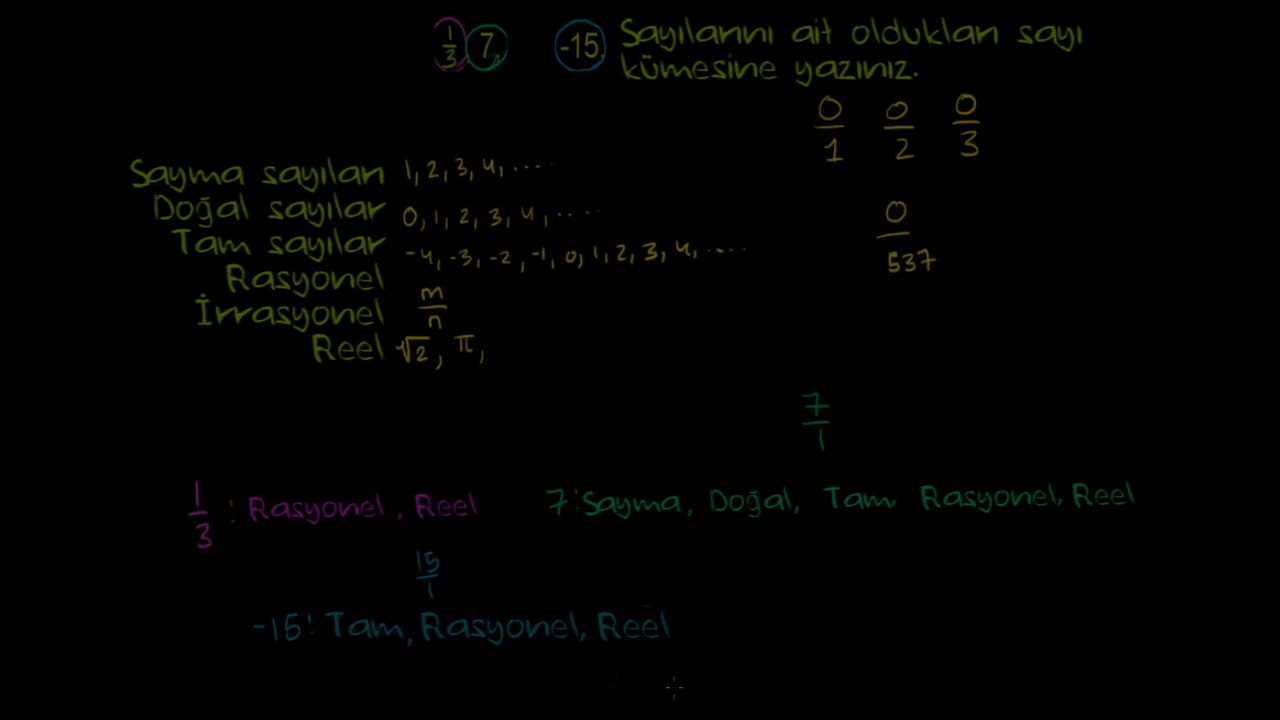 1/3, 7, -15, Sayılarını ait oldukları sayı
kümesine yazınız.
0/1 0/2 0/3
Sayma sayıları 1, 2, 3, 4, ....
Doğal sayılar 0, 1, 2, 3, 4, ....
0/537
Tam sayılar -4, -3, -2, -1, 0, 1, 2, 3, 4, ....
Rasyonel m/n
İrrasyonel
Reel √2, π,
7/1
1/3 : Rasyonel, Reel
7: Sayma, Doğal, Tam Rasyonel, Reel
15/1
-15: Tam, Rasyonel, Reel